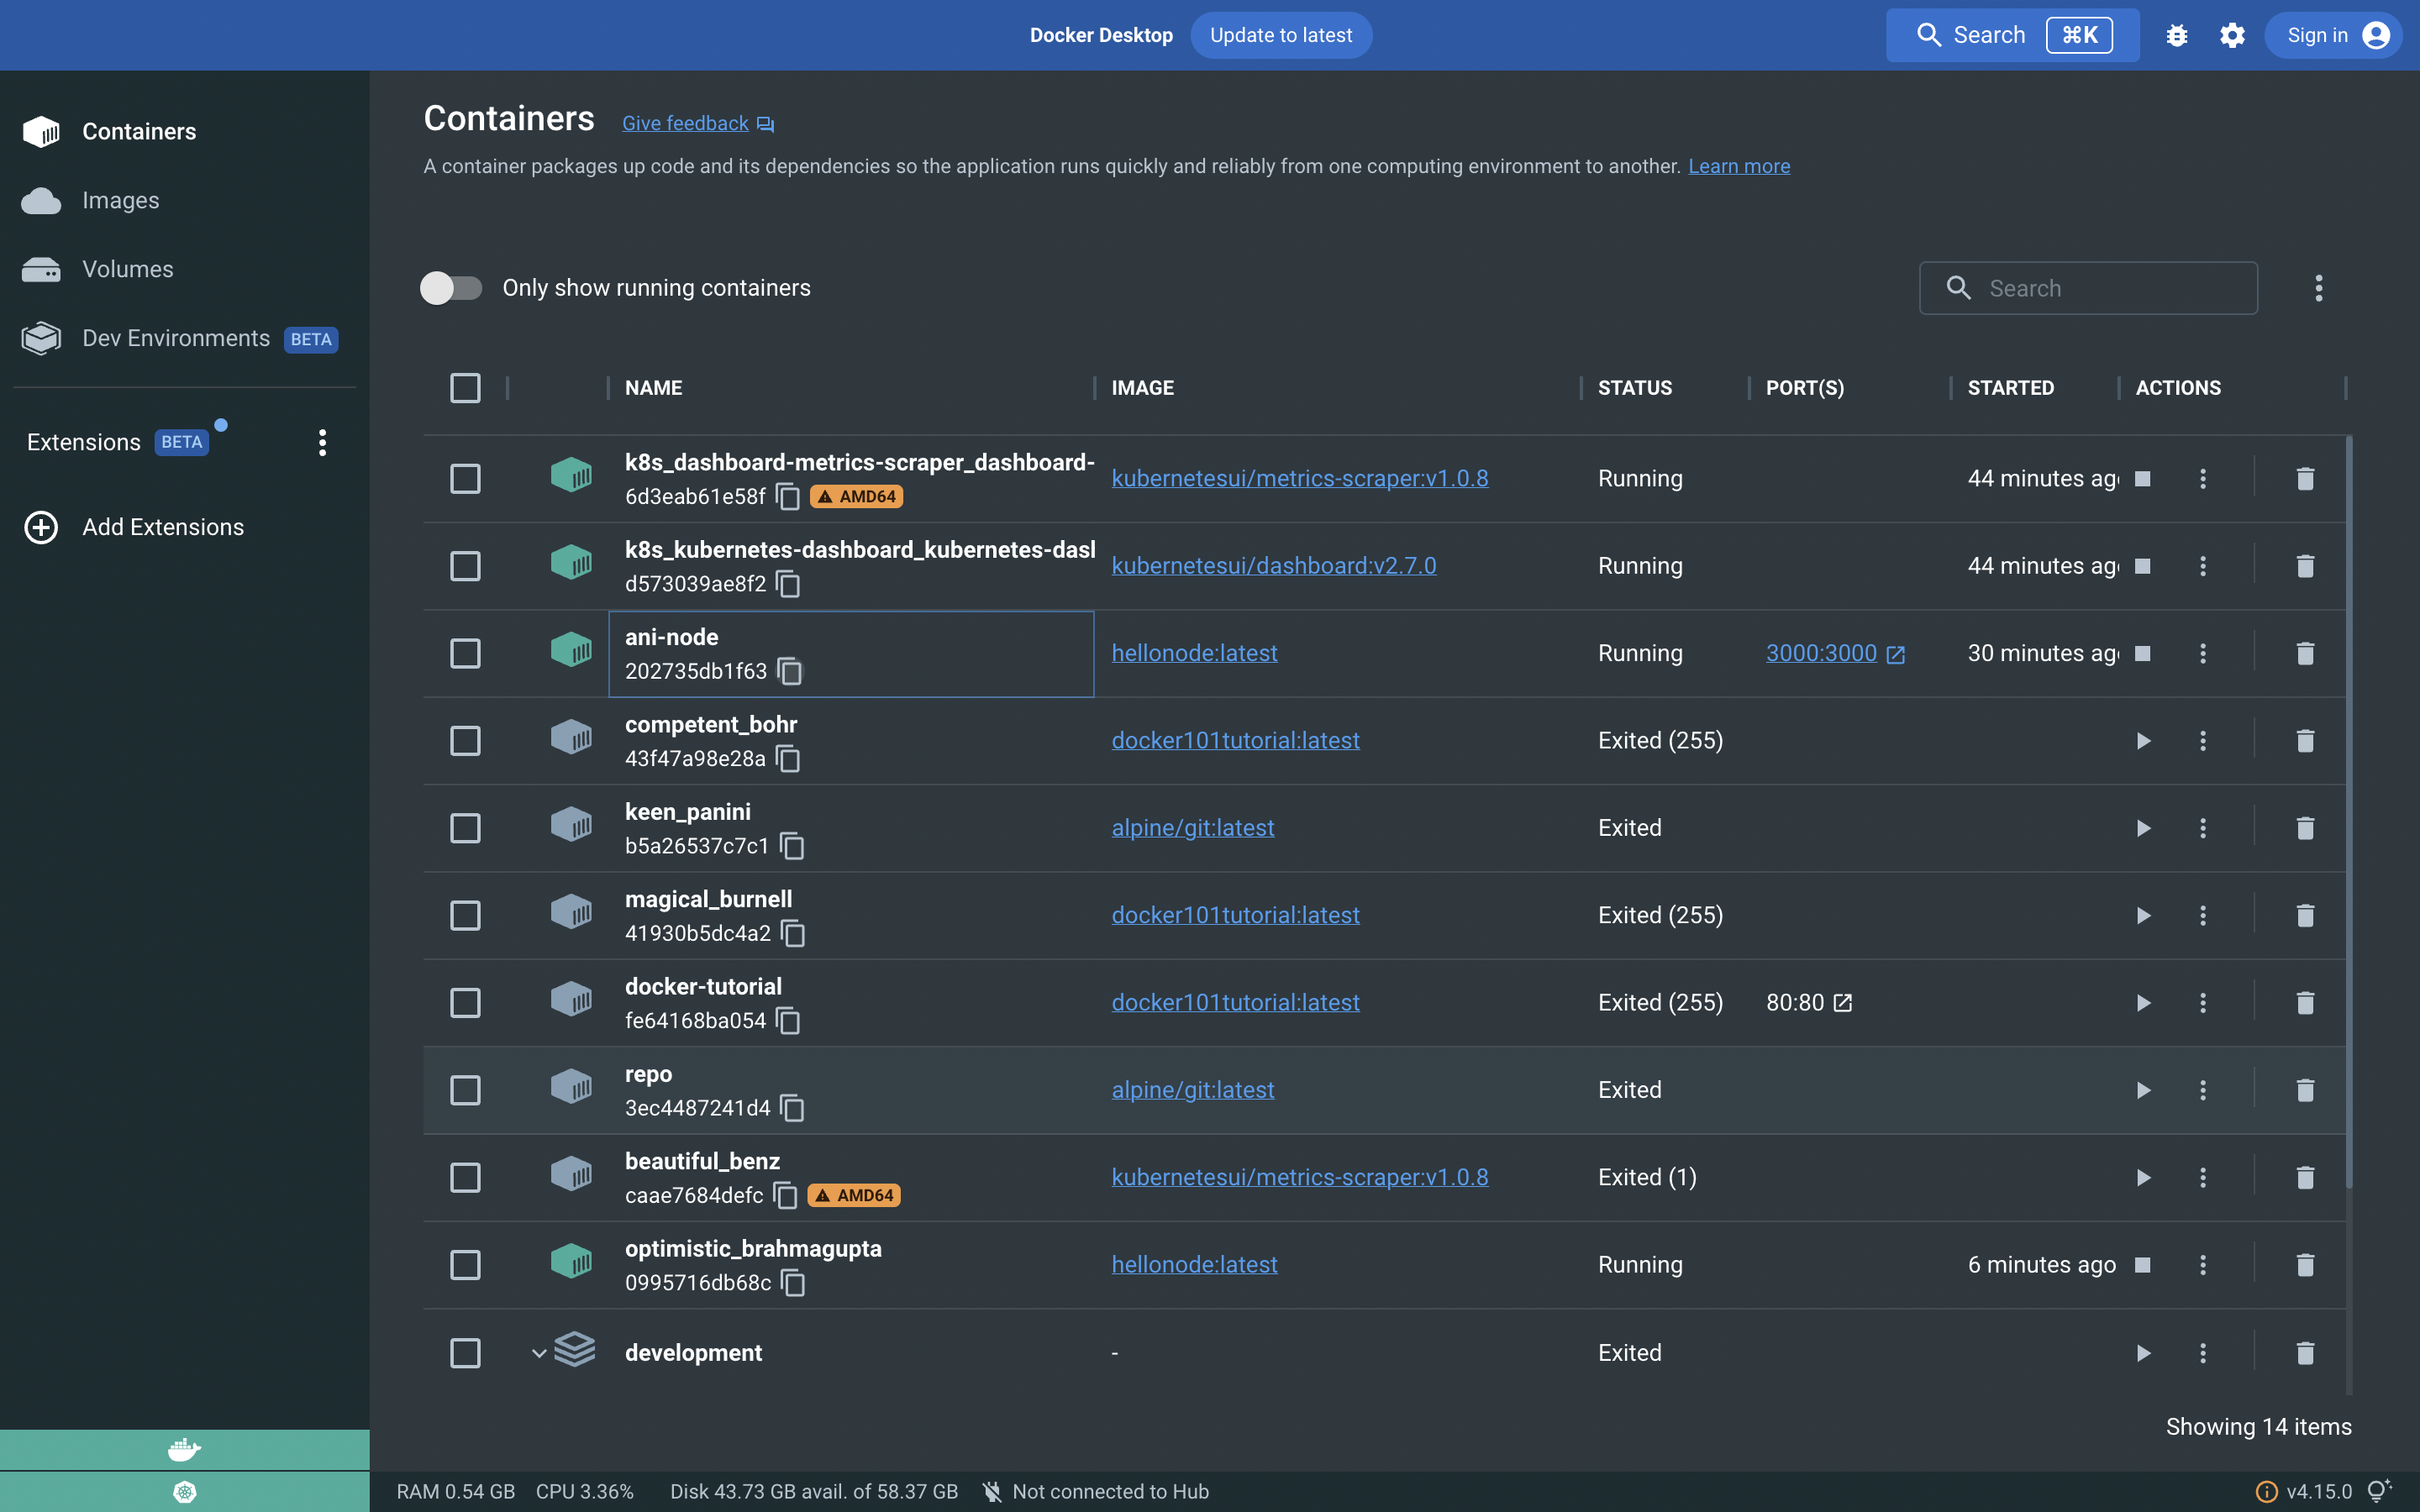 Docker Desktop Update to latest Search ⌘K Sign in
Containers
Images
Volumes
Dev Environments BETA
Extensions BETA
Add Extensions
Containers Give feedback
A container packages up code and its dependencies so the application runs quickly and reliably from one computing environment to another. Learn more
Only show running containers Search
NAME IMAGE STATUS PORT(S) STARTED ACTIONS
k8s_dashboard-metrics-scraper_dashboard-
6d3eab61e58f AMD64
kubernetesui/metrics-scraper:v1.0.8 Running 44 minutes ago
k8s_kubernetes-dashboard_kubernetes-dasl
d573039ae8f2
kubernetesui/dashboard:v2.7.0 Running 44 minutes ago
ani-node
202735db1f63
hellonode:latest Running 3000:3000 30 minutes ago
competent_bohr
43f47a98e28a
docker101tutorial:latest Exited (255)
keen_panini
b5a26537c7c1
alpine/git:latest Exited
magical_burnell
41930b5dc4a2
docker101tutorial:latest Exited (255)
docker-tutorial
fe64168ba054
docker101tutorial:latest Exited (255) 80:80
repo
3ec4487241d4
alpine/git:latest Exited
beautiful_benz
caae7684defc AMD64
kubernetesui/metrics-scraper:v1.0.8 Exited (1)
optimistic_brahmagupta
0995716db68c
hellonode:latest Running 6 minutes ago
development - Exited
Showing 14 items
RAM 0.54 GB CPU 3.36% Disk 43.73 GB avail. of 58.37 GB Not connected to Hub v4.15.0